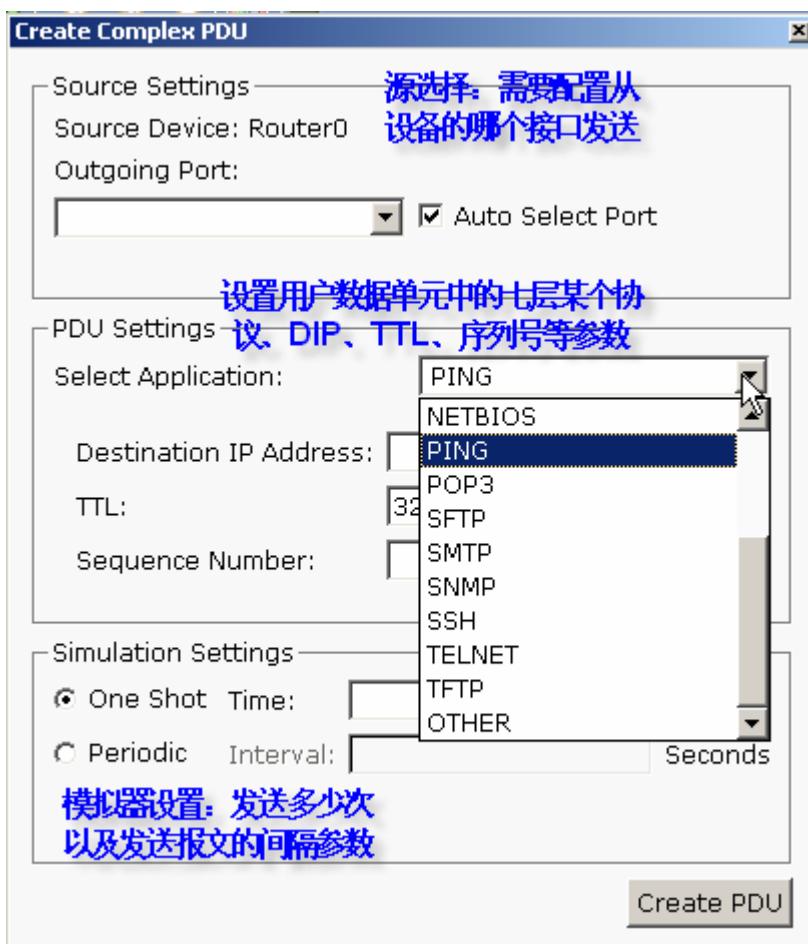 Create Complex PDU
Source Settings
源选择：需要配置从
设备的哪个接口发送
Source Device: Router0
Outgoing Port:
Auto Select Port
设置用户数据单元中的七层某个协
议、DIP、TTL、序列号等参数
PDU Settings
Select Application:
PING
NETBIOS
PING
POP3
SFTP
SMTP
SNMP
SSH
TELNET
TFTP
OTHER
Destination IP Address:
TTL:
32
Sequence Number:
Simulation Settings
One Shot Time:
Periodic Interval:
Seconds
模拟器设置：发送多少次
以及发送报文的间隔参数
Create PDU